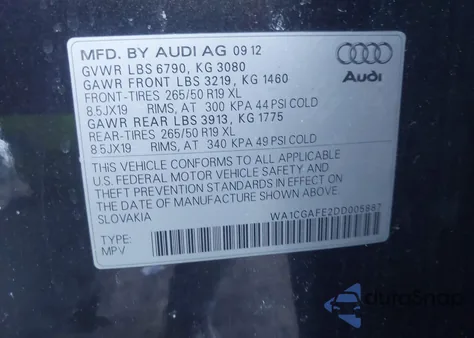 MFD. BY AUDI AG 09 12
GVWR LBS 6790, KG 3080
GAWR FRONT LBS 3219, KG 1460
FRONT-TIRES 265/50 R19 XL
8.5JX19 RIMS, AT 300 KPA 44 PSI COLD
GAWR REAR LBS 3913, KG 1775
REAR-TIRES 265/50 R19 XL
8.5JX19 RIMS, AT 340 KPA 49 PSI COLD
THIS VEHICLE CONFORMS TO ALL APPLICABLE
U.S. FEDERAL MOTOR VEHICLE SAFETY AND
THEFT PREVENTION STANDARDS IN EFFECT ON
THE DATE OF MANUFACTURE SHOWN ABOVE
SLOVAKIA
WA1CGAFE2DD005862
TYPE:
MPV
Audi
duraSnap